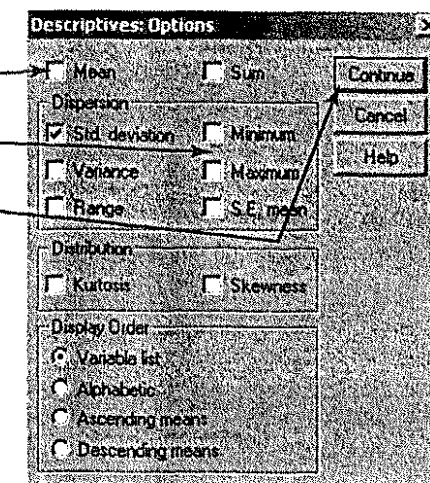 Descriptives: Options
Mean Sum Continue
Dispersion Cancel
Std. deviation Minimum
Help
Variance Maximum
Range S.E. mean
Distribution
Kurtosis Skewness
Display Order
Variable list
Alphabetic
Ascending means
Descending means